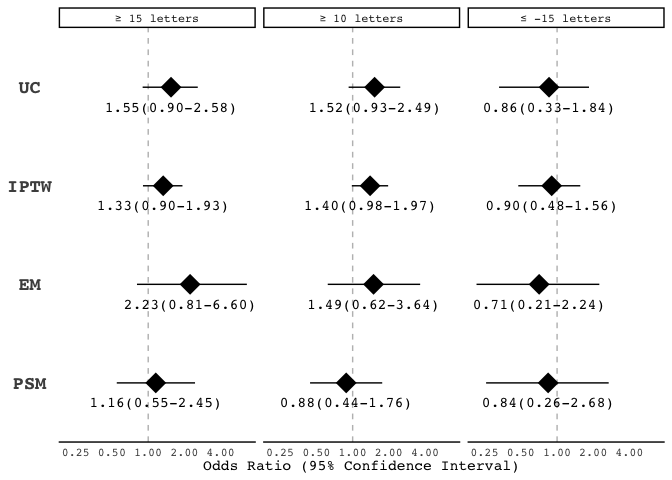 ≥ 15 letters ≥ 10 letters ≤ -15 letters
UC
1.55(0.90-2.58) 1.52(0.93-2.49) 0.86(0.33-1.84)
IPTW
1.33(0.90-1.93) 1.40(0.98-1.97) 0.90(0.48-1.56)
EM
2.23(0.81-6.60) 1.49(0.62-3.64) 0.71(0.21-2.24)
PSM
1.16(0.55-2.45) 0.88(0.44-1.76) 0.84(0.26-2.68)
0.25 0.50 1.00 2.00 4.00 0.25 0.50 1.00 2.00 4.00 0.25 0.50 1.00 2.00 4.00
Odds Ratio (95% Confidence Interval)